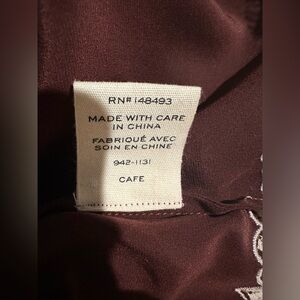 RN# 148493
MADE WITH CARE
IN CHINA
FABRIQUÉ AVEC
SOIN EN CHINE
942-1131
CAFE